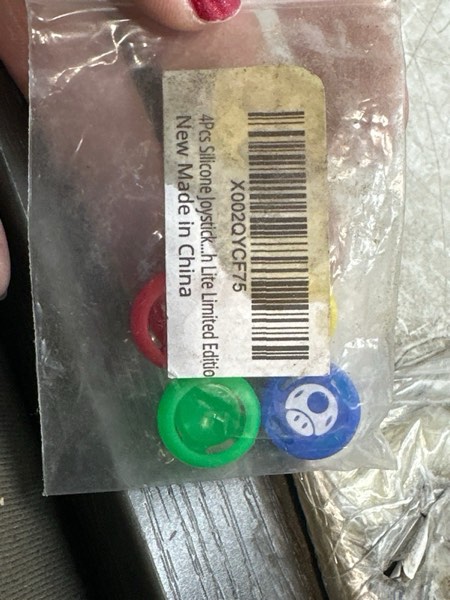 X002QYCF75
4Pcs Silicone Joystick...h Lite Limited Editio
New Made in China